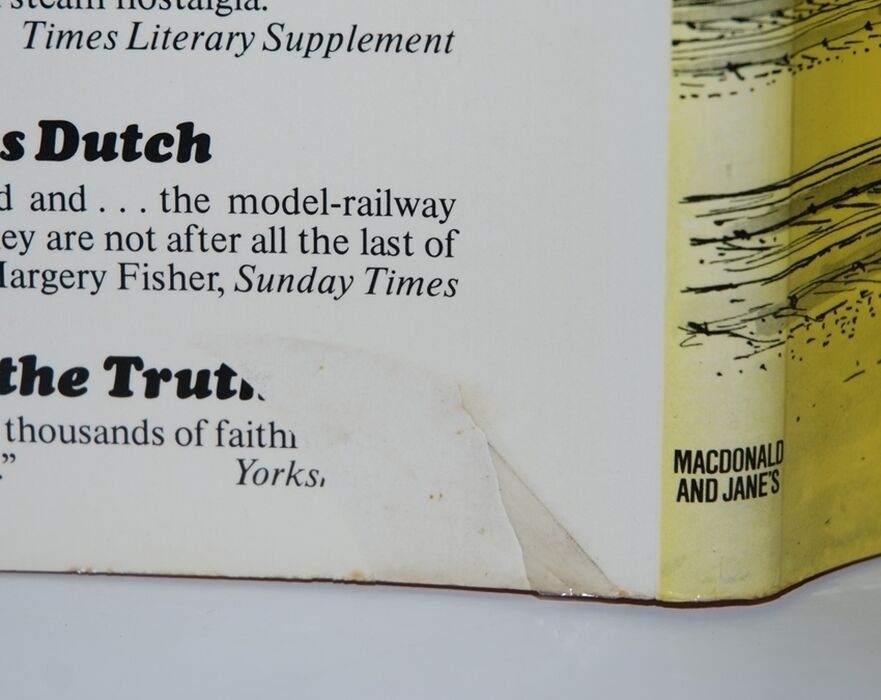 steam nostalgia.
Times Literary Supplement
s Dutch
d and . . . the model-railway
ey are not after all the last of
largery Fisher, Sunday Times
the Trut
thousands of faith
.”
Yorks
MACDONALD
AND JANE'S